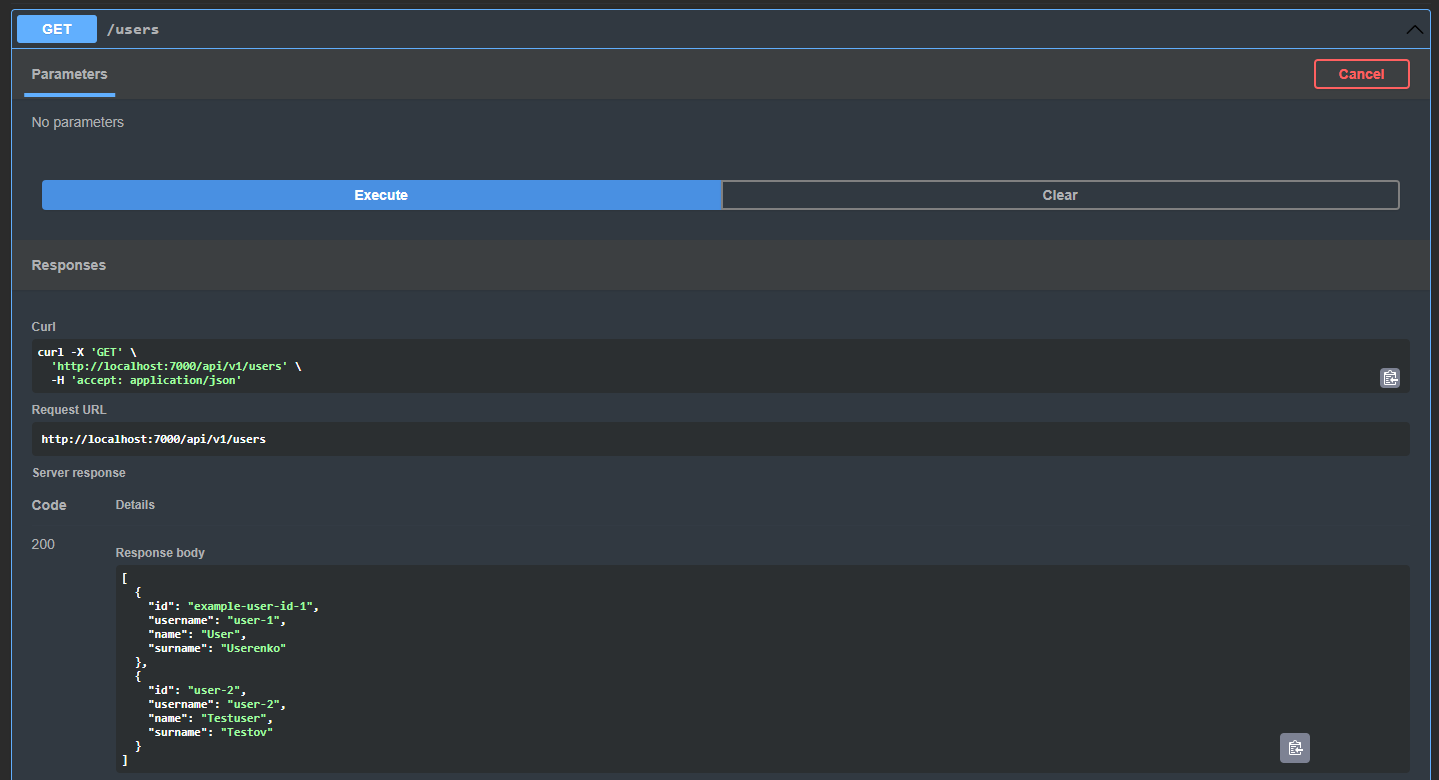 GET /users
Parameters
Cancel
No parameters
Execute
Clear
Responses
Curl
curl -X 'GET' \
  'http://localhost:7000/api/v1/users' \
  -H 'accept: application/json'
Request URL
http://localhost:7000/api/v1/users
Server response
Code Details
200
Response body
[
  {
    "id": "example-user-id-1",
    "username": "user-1",
    "name": "User",
    "surname": "Userenko"
  },
  {
    "id": "user-2",
    "username": "user-2",
    "name": "Testuser",
    "surname": "Testov"
  }
]